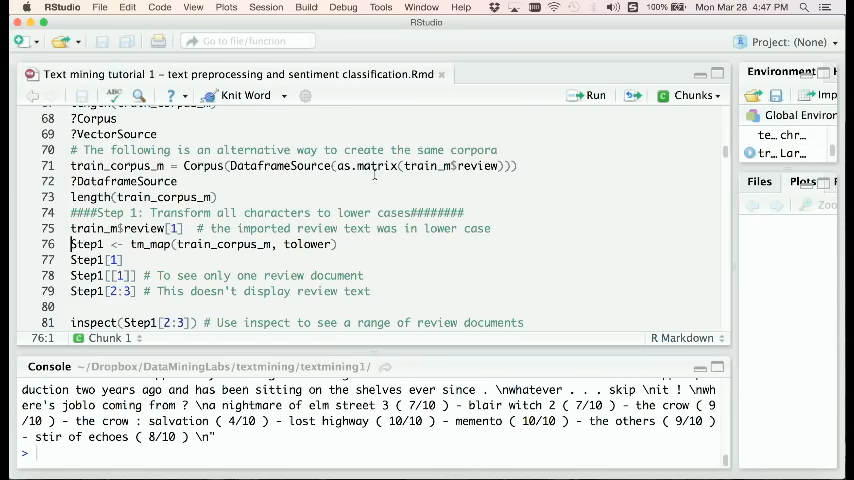 RStudio File Edit Code View Plots Session Build Debug Tools Window Help 100% Mon Mar 28 4:47 PM
RStudio
Go to file/function
Project: (None)
Text mining tutorial 1 - text preprocessing and sentiment classification.Rmd
Knit Word Run Chunks
68 ?Corpus
69 ?VectorSource
70 # The following is an alternative way to create the same corpora
71 train_corpus_m = Corpus(DataframeSource(as.matrix(train_m$review)))
72 ?DataframeSource
73 length(train_corpus_m)
74 ####Step 1: Transform all characters to lower cases########
75 train_m$review[1] # the imported review text was in lower case
76 Step1 <- tm_map(train_corpus_m, tolower)
77 Step1[1]
78 Step1[[1]] # To see only one review document
79 Step1[2:3] # This doesn't display review text
80
81 inspect(Step1[2:3]) # Use inspect to see a range of review documents
76:1 Chunk 1 R Markdown
Console ~/Dropbox/DataMiningLabs/textmining/textmining1/
duction two years ago and has been sitting on the shelves ever since . \nwhatever . . . skip \nit ! \nwh
ere's joblo coming from ? \na nightmare of elm street 3 ( 7/10 ) - blair witch 2 ( 7/10 ) - the crow ( 9
/10 ) - the crow : salvation ( 4/10 ) - lost highway ( 10/10 ) - memento ( 10/10 ) - the others ( 9/10 )
- stir of echoes ( 8/10 ) \n"
>
Environment
Imp
Global Environ
te... chr...
tr... Lar...
Files Plots
Zoo